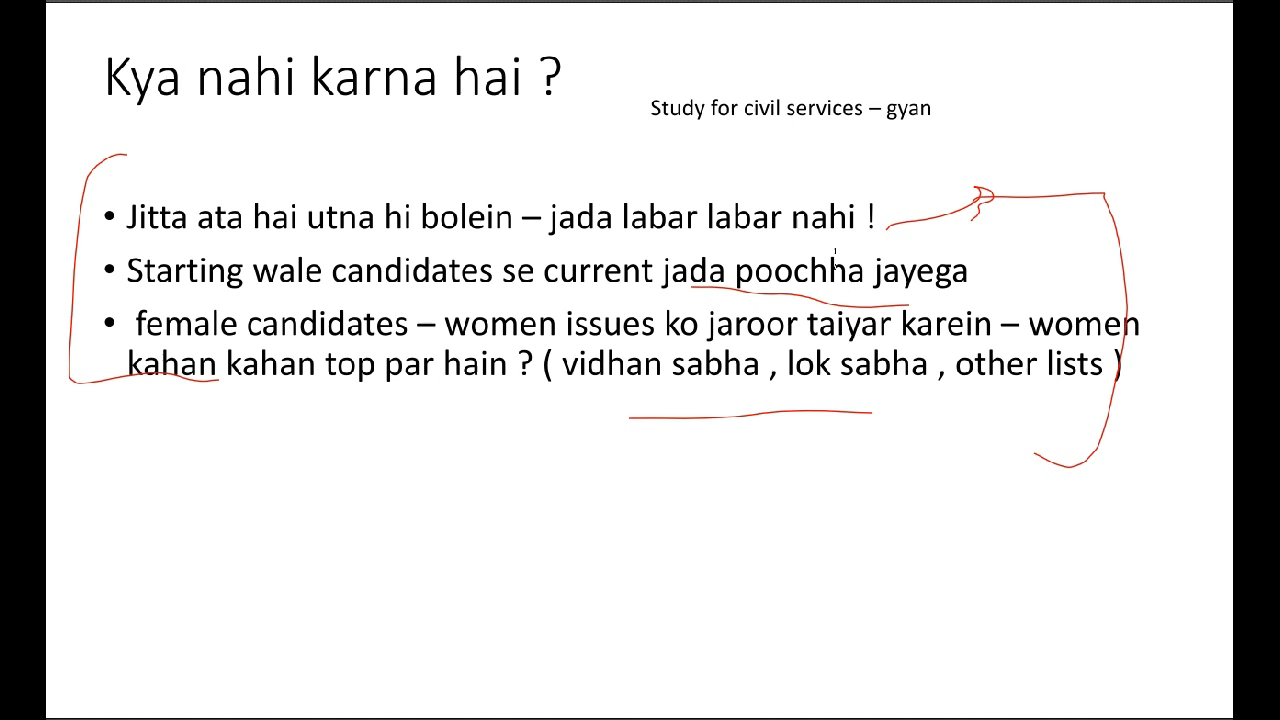 Kya nahi karna hai ?
Study for civil services – gyan
• Jitta ata hai utna hi bolein – jada labar labar nahi !
• Starting wale candidates se current jada poochha jayega
• female candidates – women issues ko jaroor taiyar karein – women
kahan kahan top par hain ? ( vidhan sabha , lok sabha , other lists )